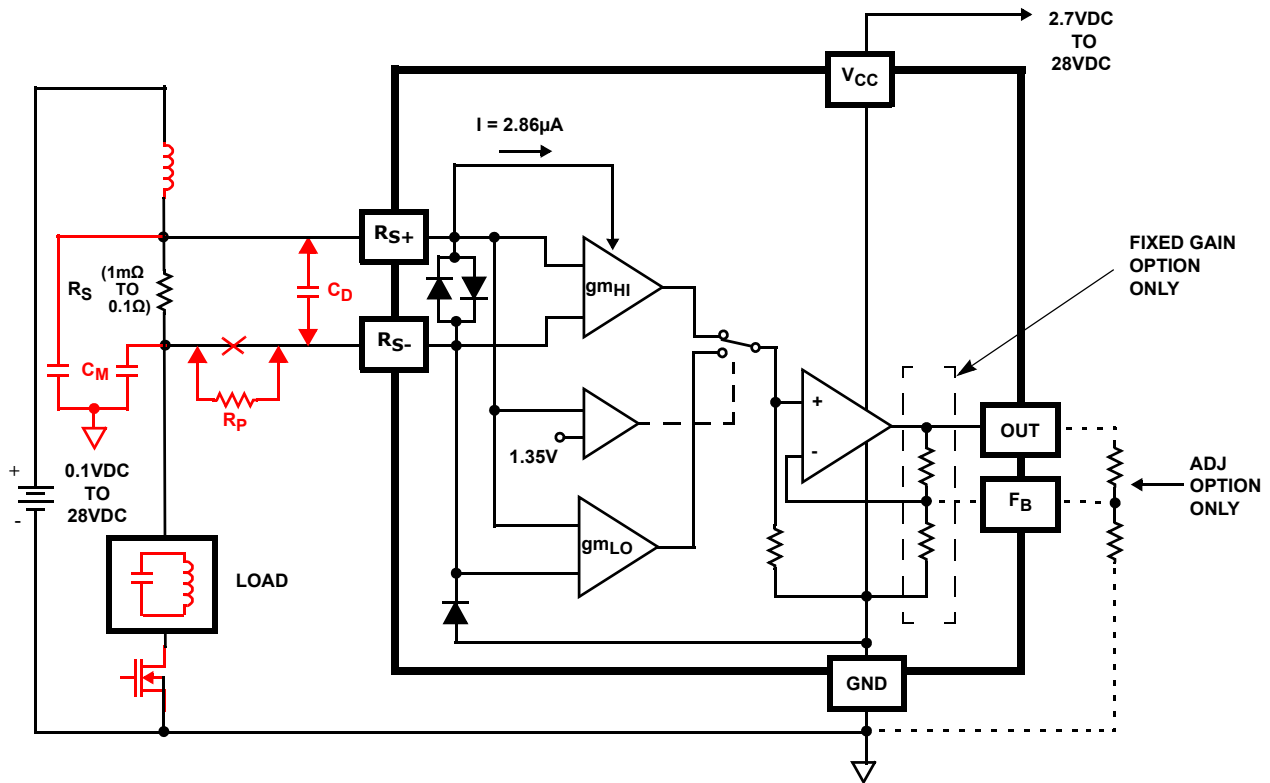 2.7VDC
TO
28VDC
VCC
I = 2.86µA
RS+
RS-
gmHI
FIXED GAIN
OPTION
ONLY
RS
(1mΩ
TO
0.1Ω)
CD
CM
RP
+
-
0.1VDC
TO
28VDC
1.35V
+
-
OUT
FB
ADJ
OPTION
ONLY
gmLO
LOAD
GND